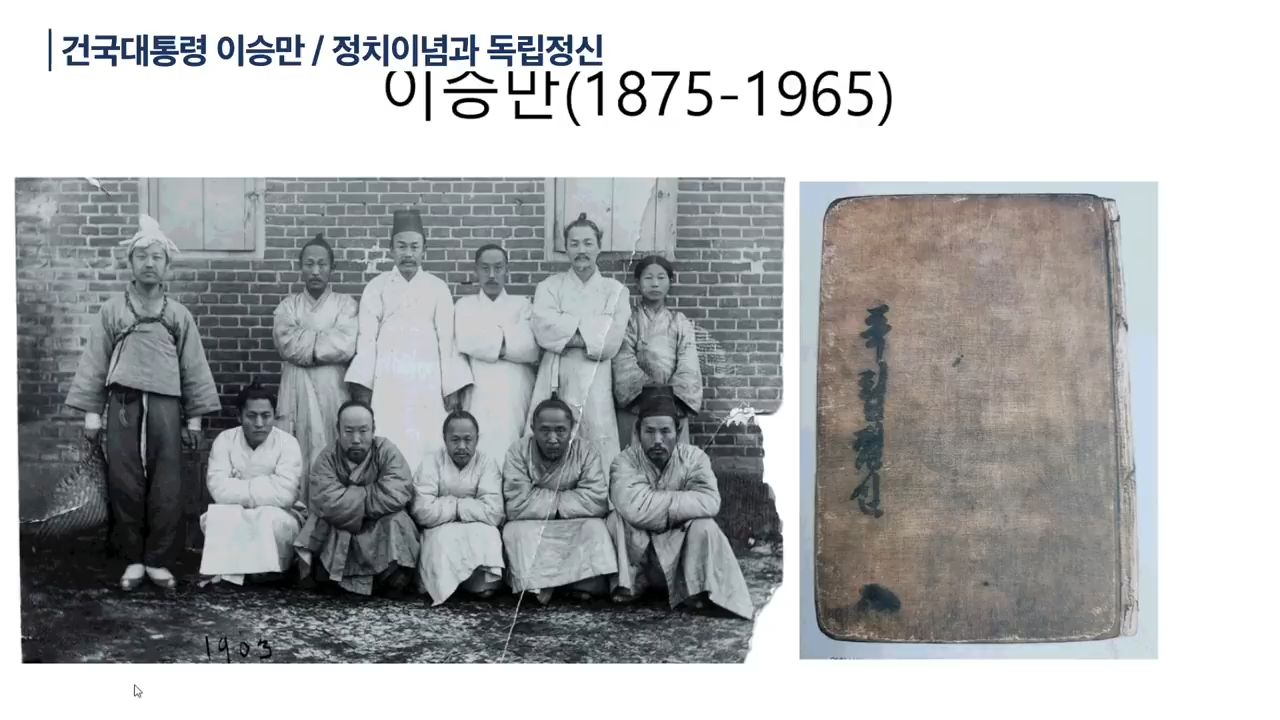 건국대통령 이승만 / 정치이념과 독립정신
이승만(1875-1965)
1903
독립정신